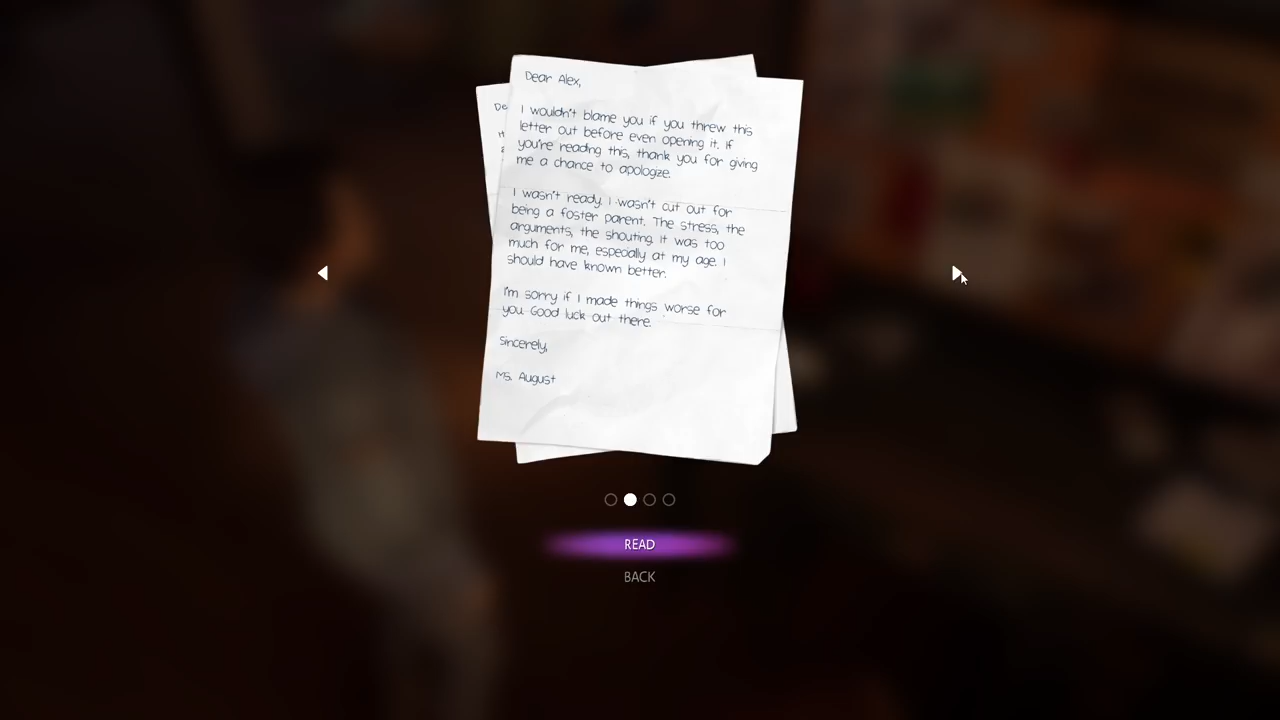 Dear Alex,
I wouldn't blame you if you threw this
letter out before even opening it. If
you're reading this, thank you for giving
me a chance to apologize.
I wasn't ready. I wasn't cut out for
being a foster parent. The stress, the
arguments, the shouting. It was too
much for me, especially at my age. I
should have known better.
I'm sorry if I made things worse for
you. Good luck out there.
Sincerely,
Ms. August
De
READ
BACK